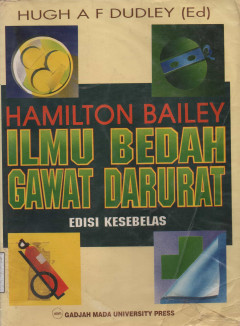 HUGH A F DUDLEY (Ed)
HAMILTON BAILEY
ILMU BEDAH
GAWAT DARURAT
EDISI KESEBELAS
GADJAH MADA UNIVERSITY PRESS